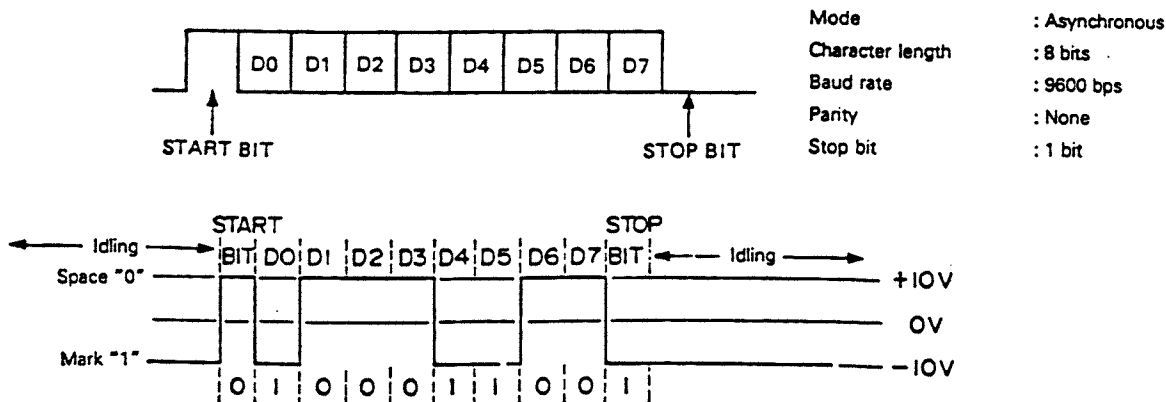 Mode : Asynchronous
Character length : 8 bits
Baud rate : 9600 bps
Parity : None
Stop bit : 1 bit
D0 D1 D2 D3 D4 D5 D6 D7
START BIT STOP BIT
START STOP
Idling BIT D0 D1 D2 D3 D4 D5 D6 D7 BIT Idling
Space "0" +10V
0V
Mark "1" -10V
0 1 0 0 0 1 1 0 0 1